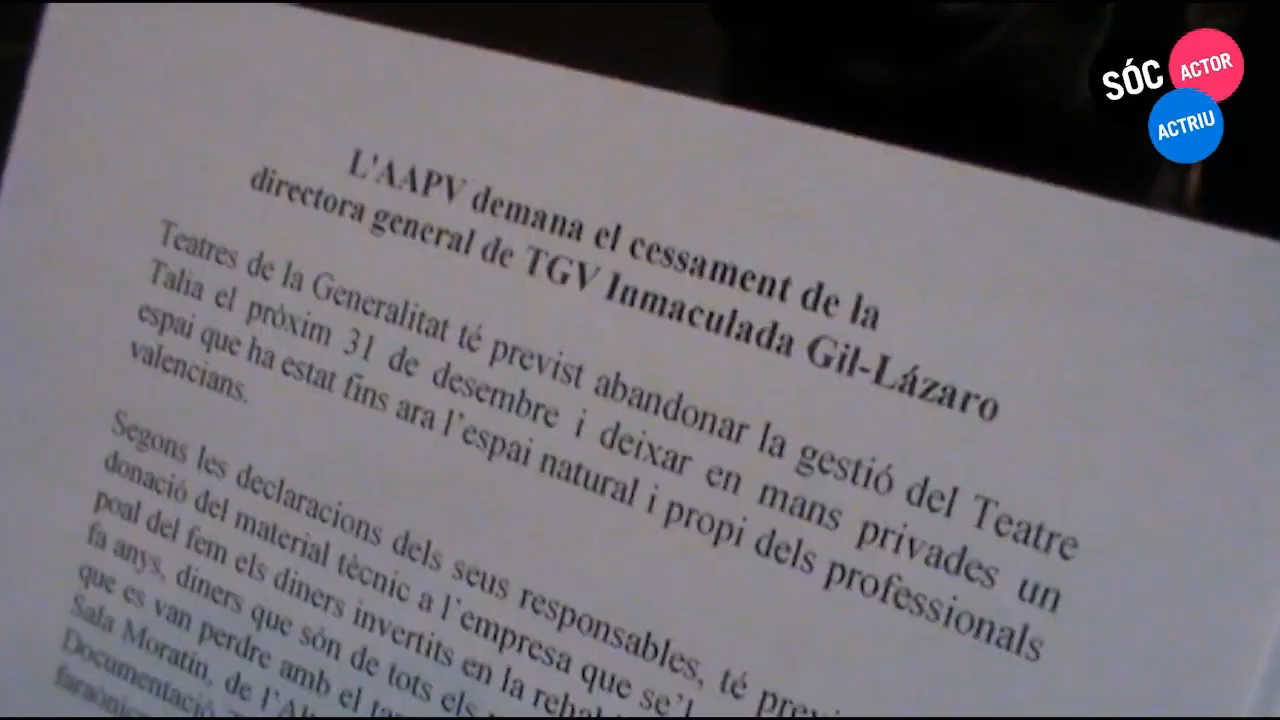 SÓC
ACTOR
ACTRIU
L'AAPV demana el cessament de la
directora general de TGV Inmaculada Gil-Lázaro
Teatres de la Generalitat té previst abandonar la gestió del Teatre
Talia el pròxim 31 de desembre i deixar en mans privades un
espai que ha estat fins ara l'espai natural i propi dels professionals
valencians.
Segons les declaracions dels seus responsables, té
donació del material tècnic a l'empresa que se'l
poal del fem els diners invertits en la
fa anys, diners que són de tots els
que es van perdre amb el
Sala Moratín, de
Documentació